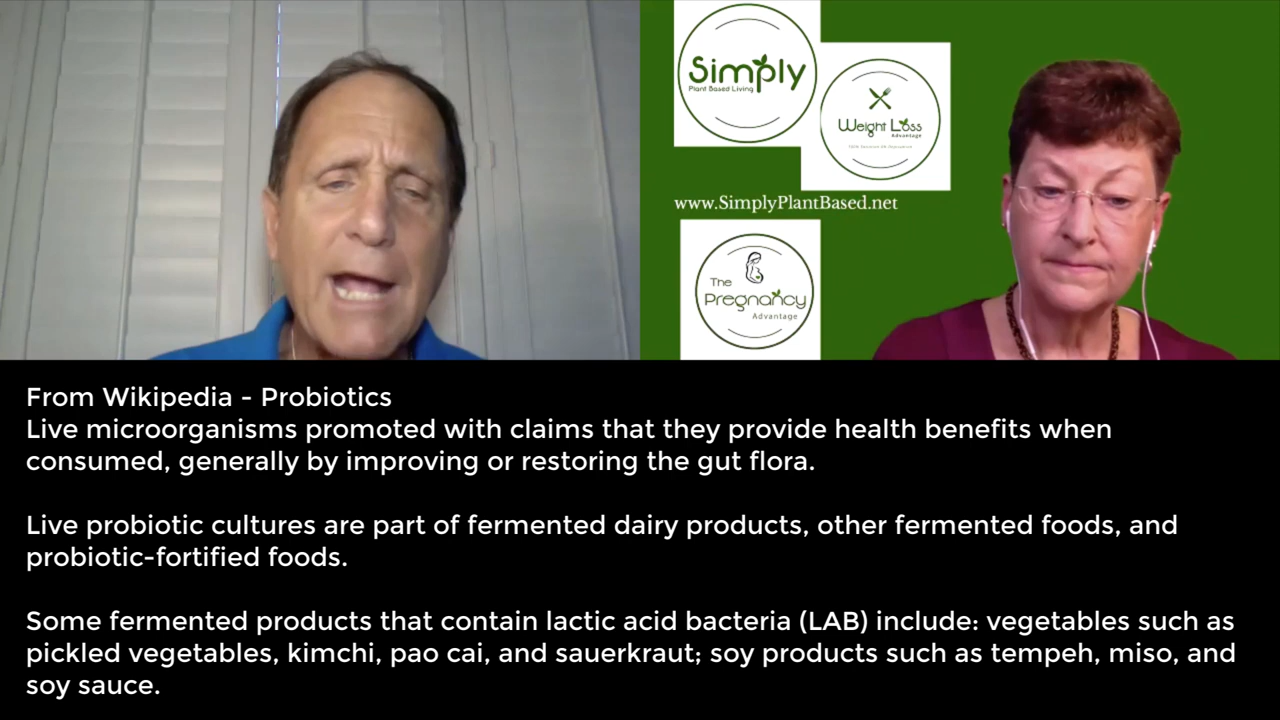 Simply
Plant Based Living
Weight Loss
Advantage
www.SimplyPlantBased.net
The
Pregnancy
Advantage
From Wikipedia - Probiotics
Live microorganisms promoted with claims that they provide health benefits when
consumed, generally by improving or restoring the gut flora.
Live probiotic cultures are part of fermented dairy products, other fermented foods, and
probiotic-fortified foods.
Some fermented products that contain lactic acid bacteria (LAB) include: vegetables such as
pickled vegetables, kimchi, pao cai, and sauerkraut; soy products such as tempeh, miso, and
soy sauce.